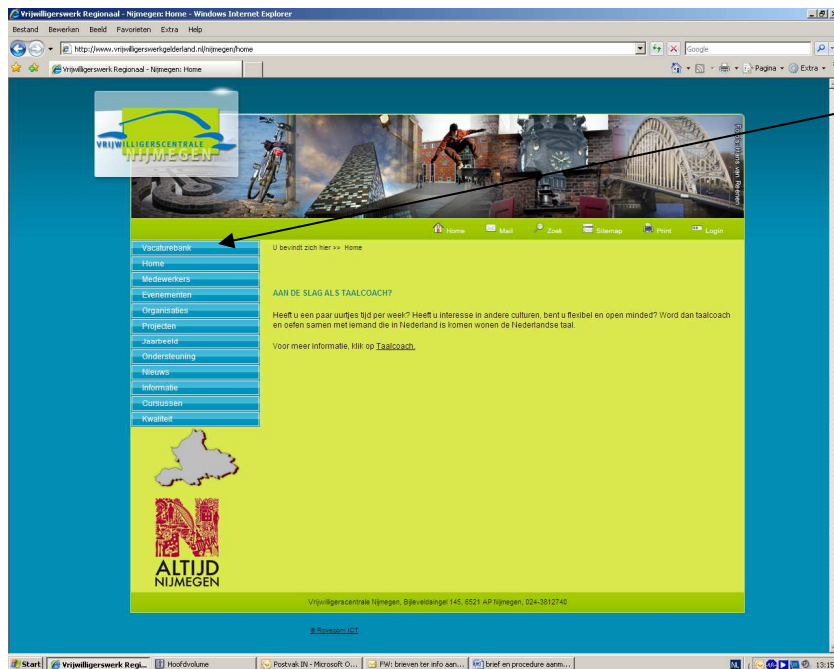 Vrijwilligerswerk Regionaal - Nijmegen: Home - Windows Internet Explorer
Bestand Bewerken Beeld Favorieten Extra Help
http://www.vrijwilligerswerkgelderland.nl/nijmegen/home
Google
Vrijwilligerswerk Regionaal - Nijmegen: Home
Pagina Extra
VRIJWILLIGERSCENTRALE
NIJMEGEN
Home Mail Zoek Sitemap Print Login
Vacaturebank
U bevindt zich hier >> Home
Home
Medewerkers
Evenementen
Organisaties
Projecten
Jaarbeeld
Ondersteuning
Nieuws
Informatie
Cursussen
Kwaliteit
AAN DE SLAG ALS TAALCOACH?
Heeft u een paar uurtjes tijd per week? Heeft u interesse in andere culturen, bent u flexibel en open minded? Word dan taalcoach
en oefen samen met iemand die in Nederland is komen wonen de Nederlandse taal.
Voor meer informatie, klik op Taalcoach.
N
ALTIJD
NIJMEGEN
Vrijwilligerscentrale Nijmegen, Bijleveldsingel 145, 6521 AP Nijmegen, 024-3812740
© Rovecom ICT
Start Vrijwilligerswerk Regi... Hoofdvolume Postvak IN - Microsoft O... FW: brieven ter info aan... brief en procedure aanm... NL 13:15